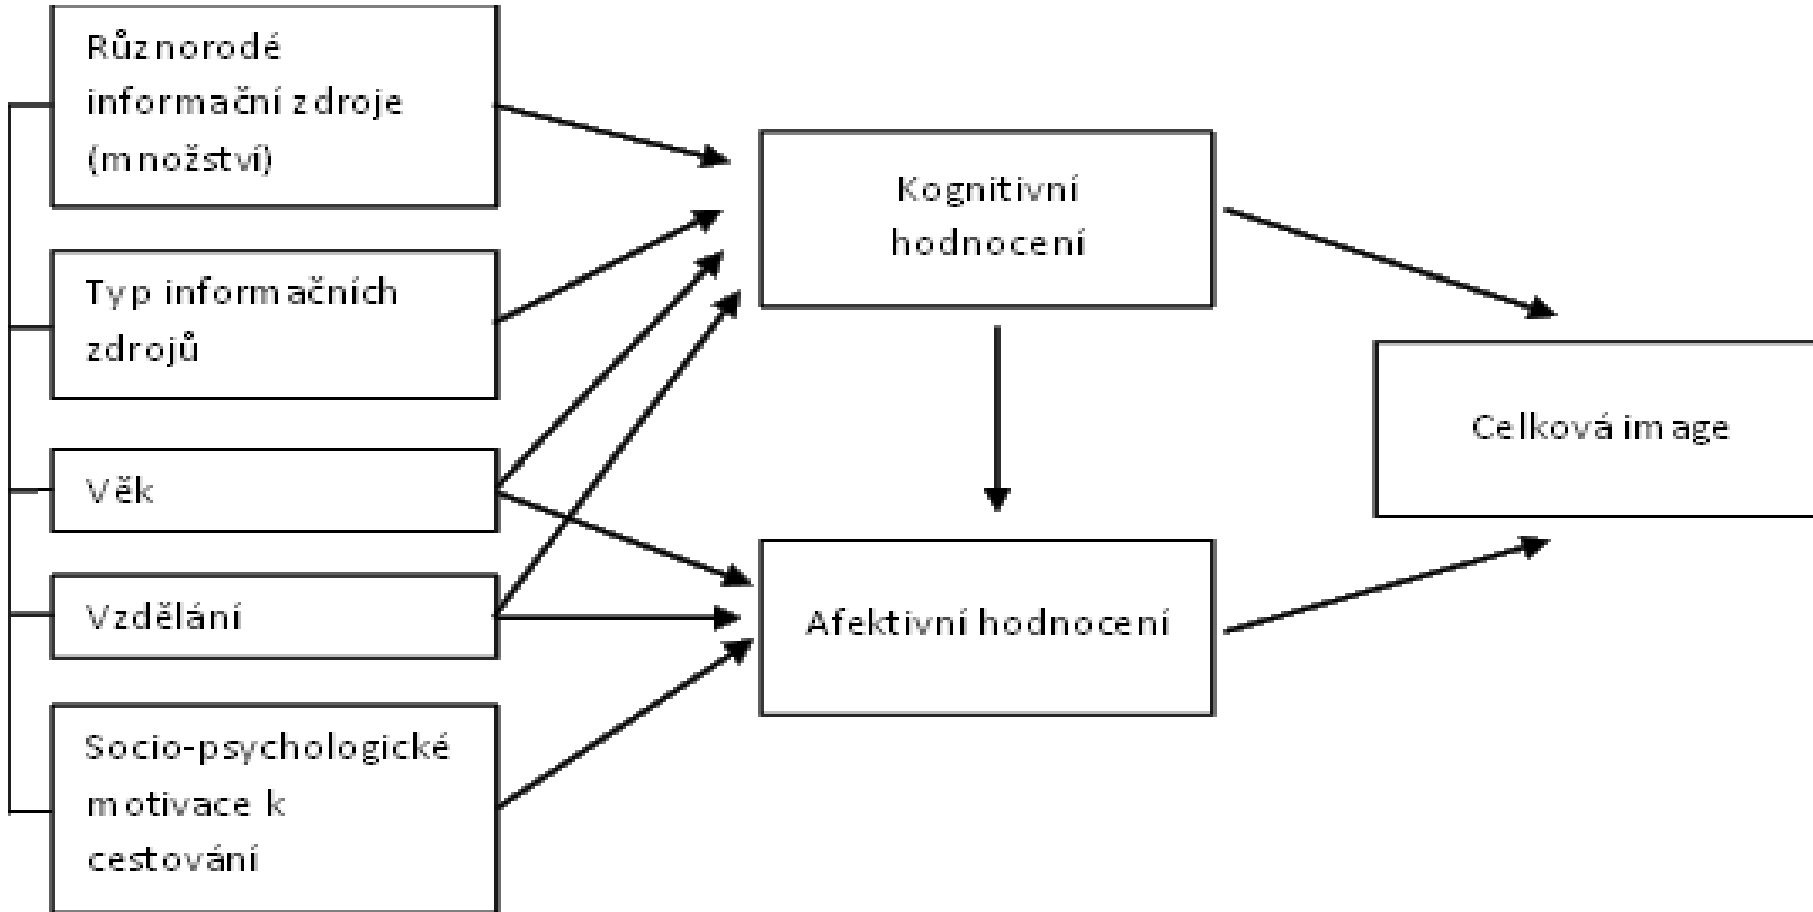 Různorodé
informační zdroje
(množství)
Typ informačních
zdrojů
Věk
Vzdělání
Socio-psychologické
motivace k
cestování
Kognitivní
hodnocení
Afektivní hodnocení
Celková image